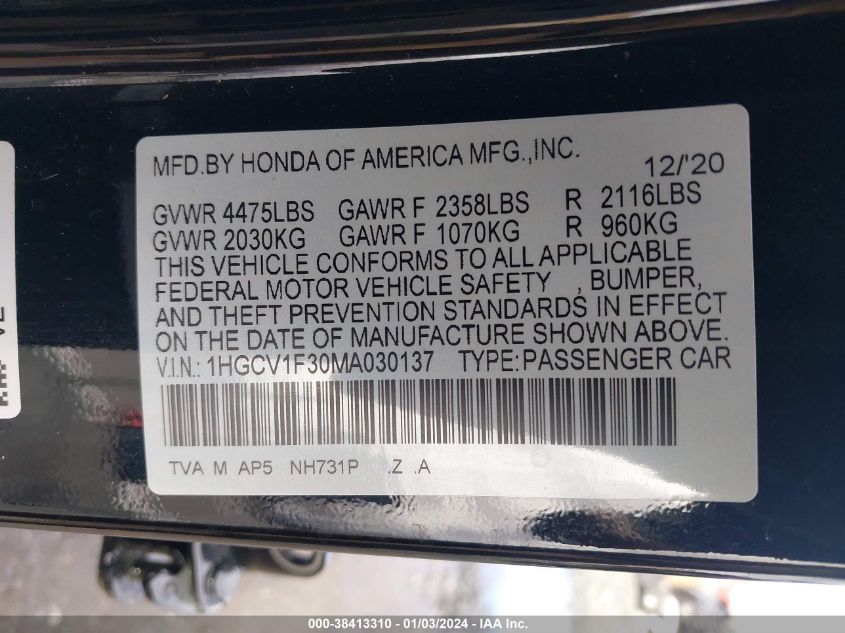 MFD.BY HONDA OF AMERICA MFG.,INC. 12/'20
GVWR 4475LBS GAWR F 2358LBS R 2116LBS
GVWR 2030KG GAWR F 1070KG R 960KG
THIS VEHICLE CONFORMS TO ALL APPLICABLE
FEDERAL MOTOR VEHICLE SAFETY , BUMPER,
AND THEFT PREVENTION STANDARDS IN EFFECT
ON THE DATE OF MANUFACTURE SHOWN ABOVE.
V.I.N.: 1HGCV1F30MA030137 TYPE:PASSENGER CAR
TVA M AP5 NH731P .Z .A
000-38413310 | 01/03/2024 - IAA Inc.